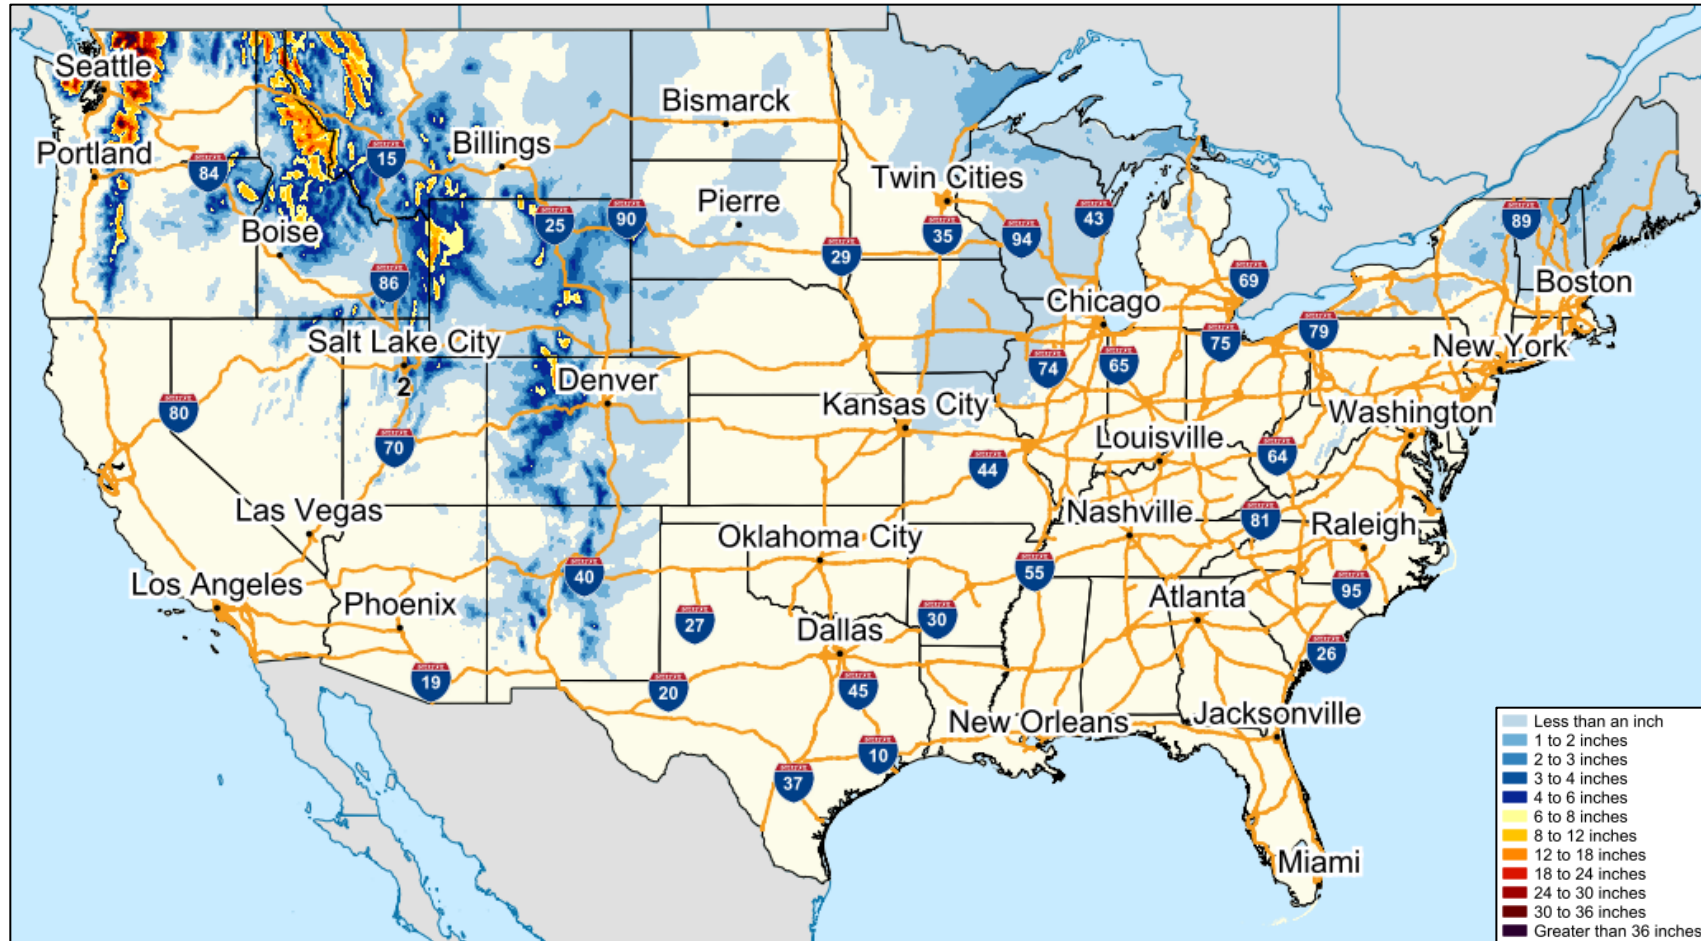 Seattle
Bismarck
Portland
84
15
Billings
Twin Cities
Pierre
Boise
25
90
35
94
43
89
29
86
69
Boston
Chicago
Salt Lake City
2
79
75
New York
74
65
Denver
80
Kansas City
Washington
70
Louisville
64
44
Las Vegas
Nashville
81
Raleigh
Oklahoma City
40
55
Los Angeles
Phoenix
95
Atlanta
27
30
Dallas
26
19
20
45
New Orleans
Jacksonville
10
37
Miami
Less than an inch
1 to 2 inches
2 to 3 inches
3 to 4 inches
4 to 6 inches
6 to 8 inches
8 to 12 inches
12 to 18 inches
18 to 24 inches
24 to 30 inches
30 to 36 inches
Greater than 36 inches